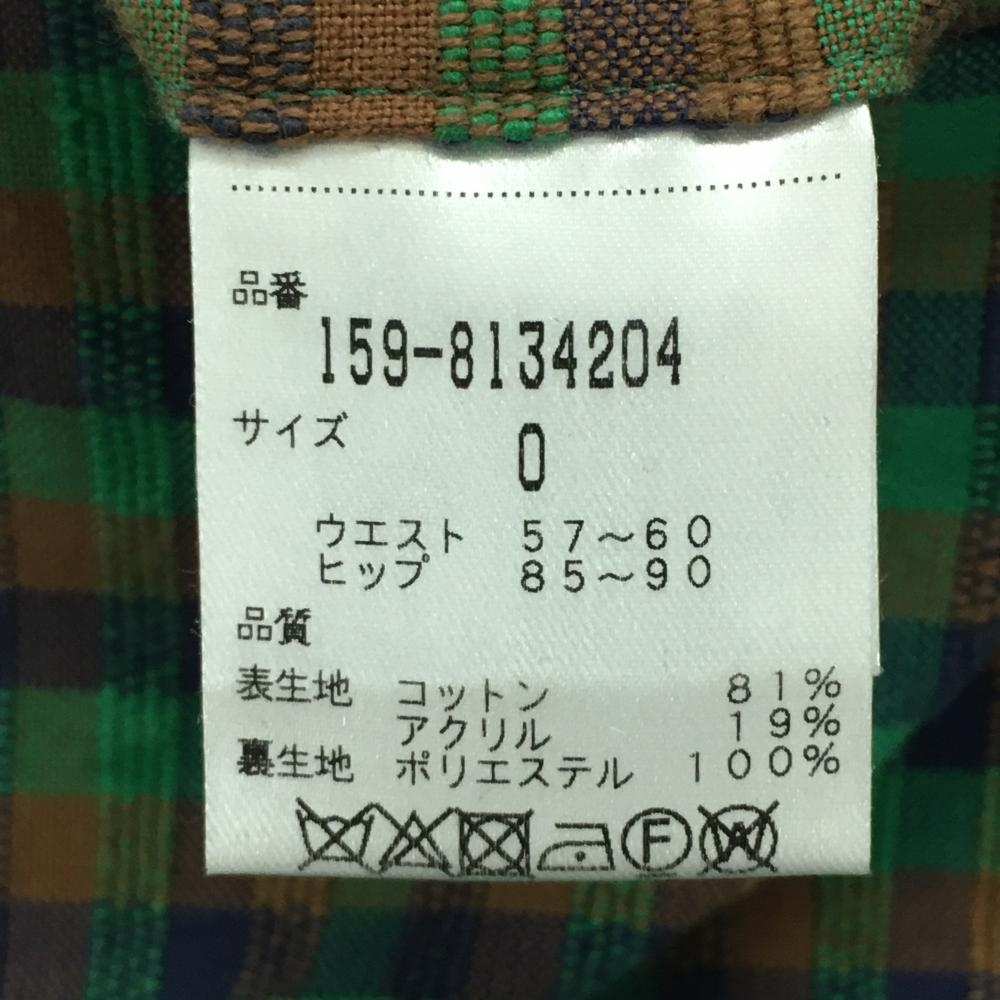 品番
159-8134204
サイズ 0
ウエスト 57～60
ヒップ 85～90
品質
表生地 コットン 81%
アクリル 19%
裏生地 ポリエステル 100%
F W